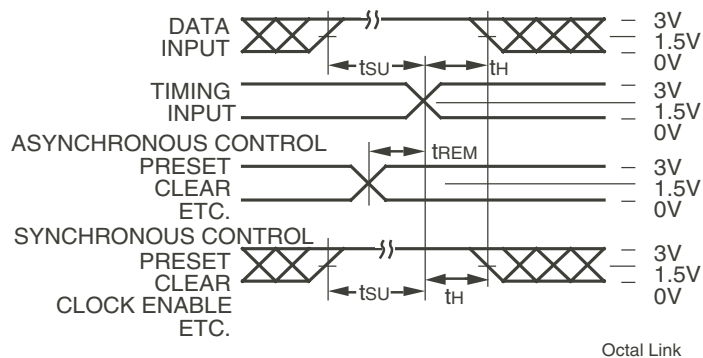 DATA
INPUT
tSU
tH
3V
1.5V
0V
TIMING
INPUT
3V
1.5V
0V
ASYNCHRONOUS CONTROL
PRESET
CLEAR
ETC.
tREM
3V
1.5V
0V
SYNCHRONOUS CONTROL
PRESET
CLEAR
CLOCK ENABLE
ETC.
tSU
tH
3V
1.5V
0V
Octal Link